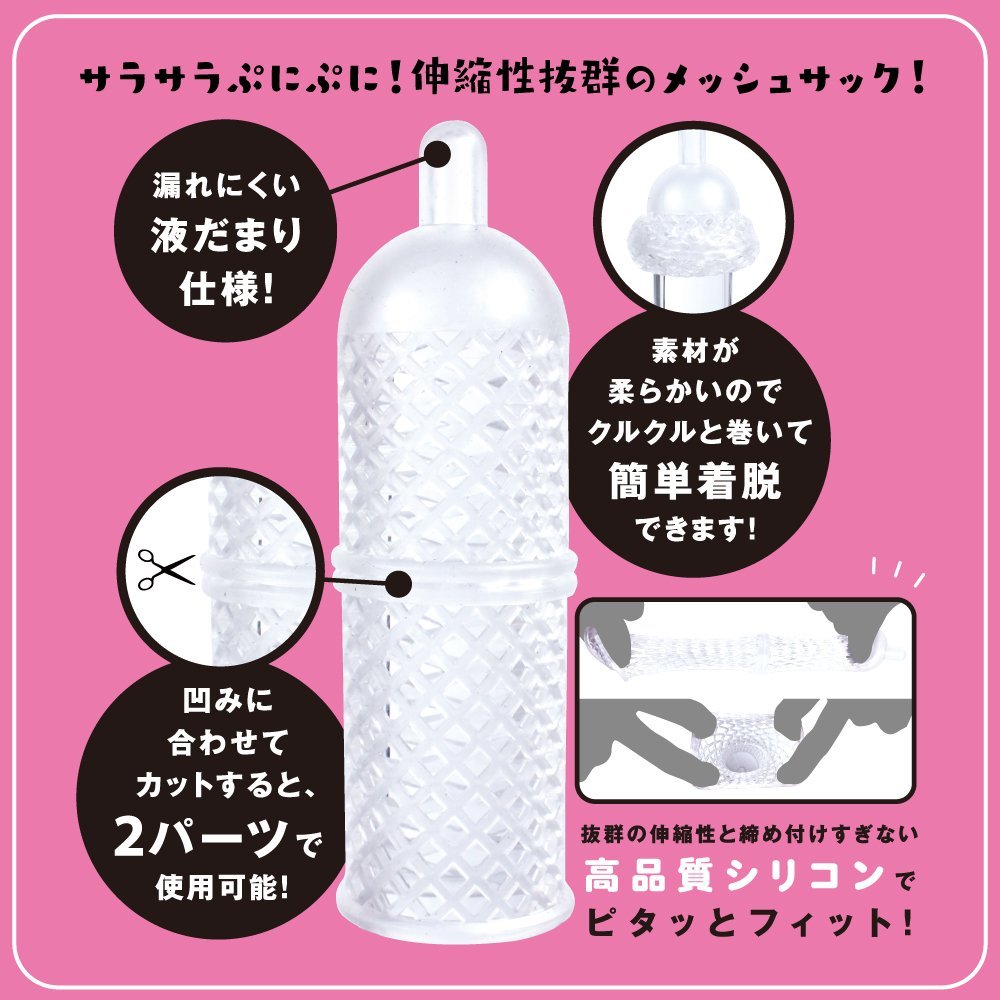 サラサラぷにぷに!伸縮性抜群のメッシュサック!
漏れにくい
液だまり
仕様!
素材が
柔らかいので
クルクルと巻いて
簡単着脱
できます!
凹みに
合わせて
カットすると、
2パーツで
使用可能!
抜群の伸縮性と締め付けすぎない
高品質シリコンで
ピタッとフィット!